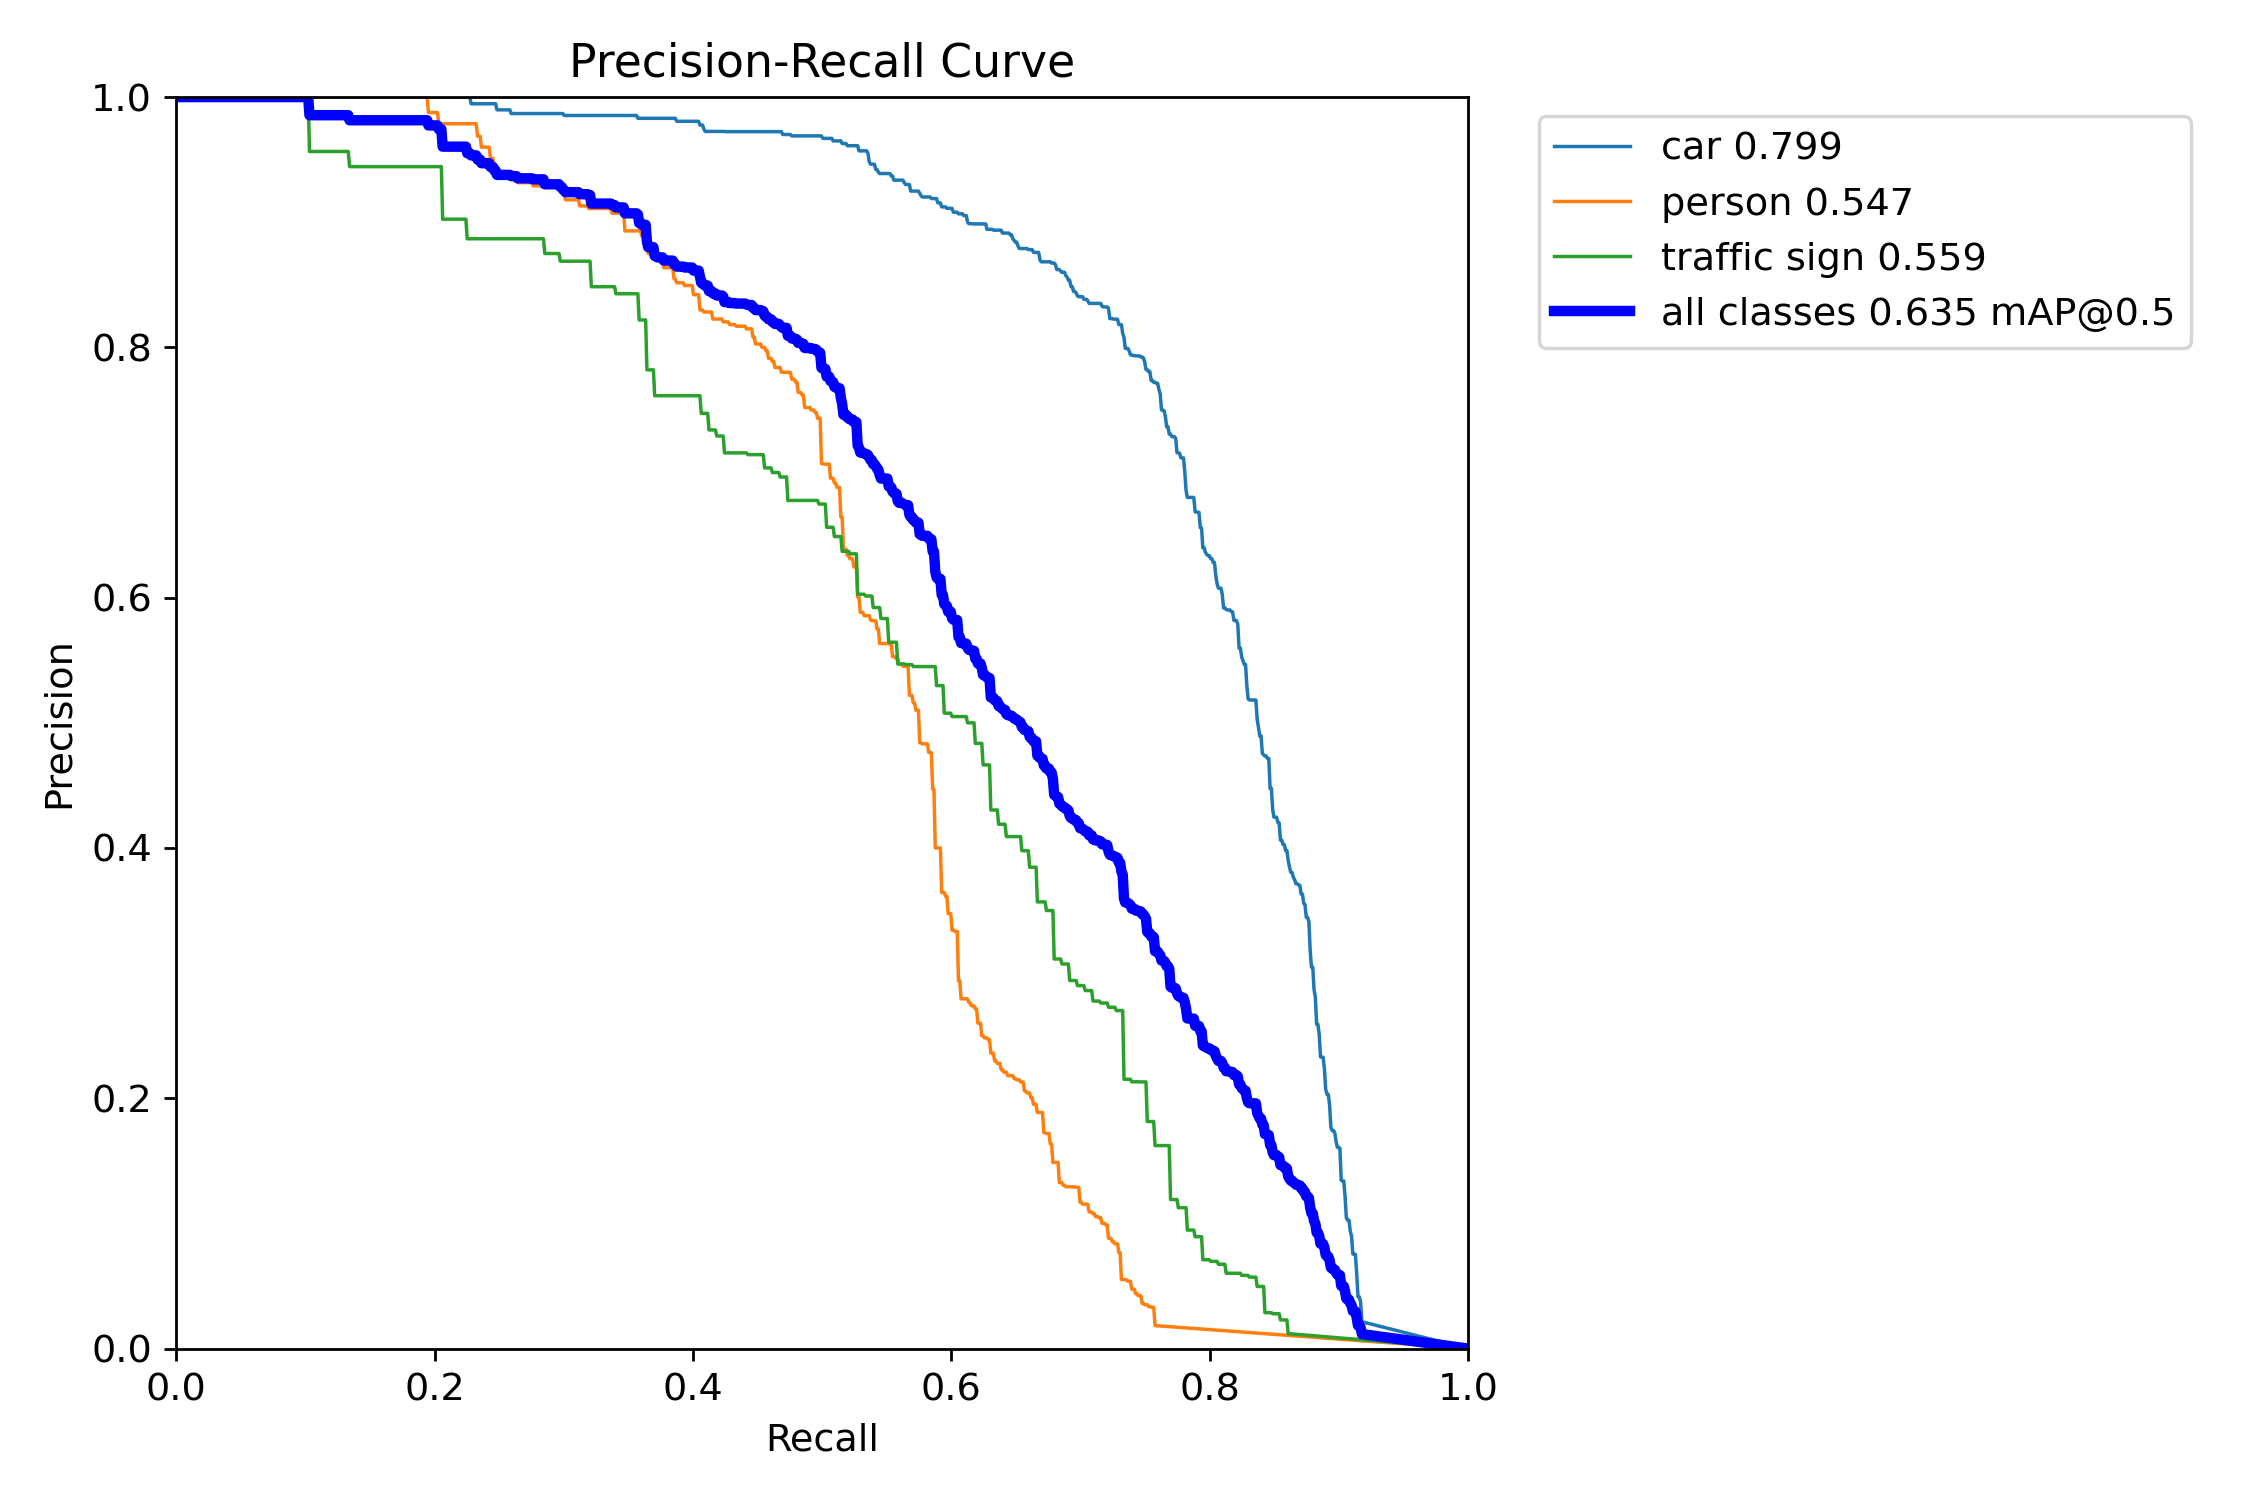 Precision-Recall Curve
1.0
0.8
0.6
0.4
0.2
0.0
Precision
0.0 0.2 0.4 0.6 0.8 1.0
Recall
car 0.799
person 0.547
traffic sign 0.559
all classes 0.635 mAP@0.5